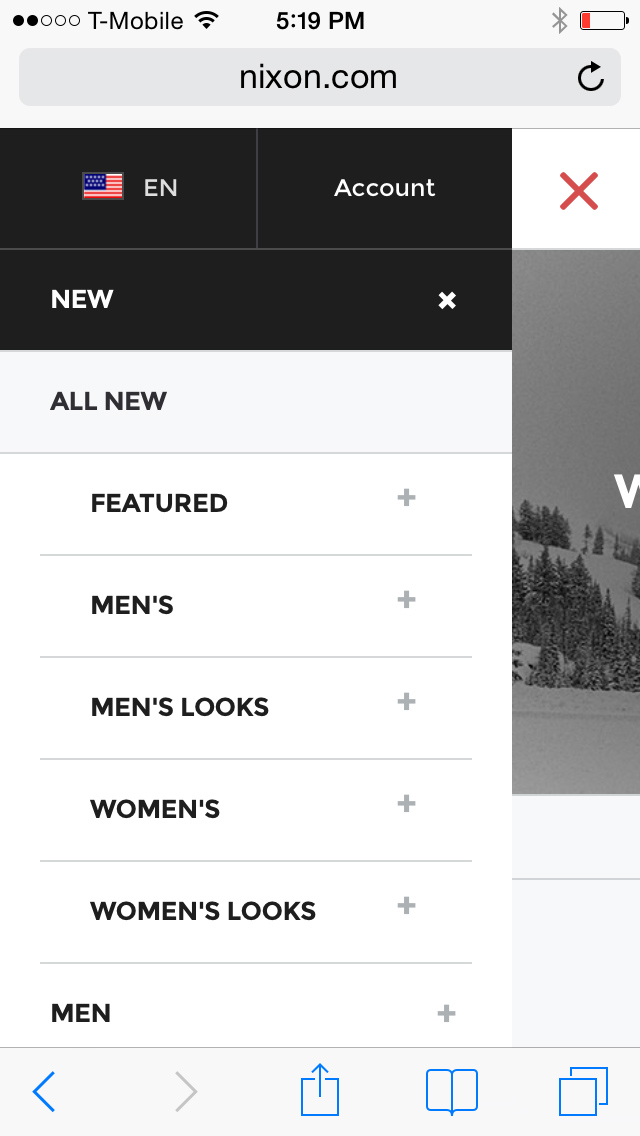 T-Mobile 5:19 PM
nixon.com
EN Account
NEW
ALL NEW
FEATURED
MEN'S
MEN'S LOOKS
WOMEN'S
WOMEN'S LOOKS
MEN